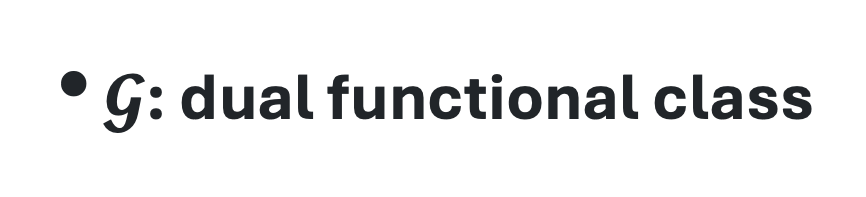 • 𝒢: dual functional class